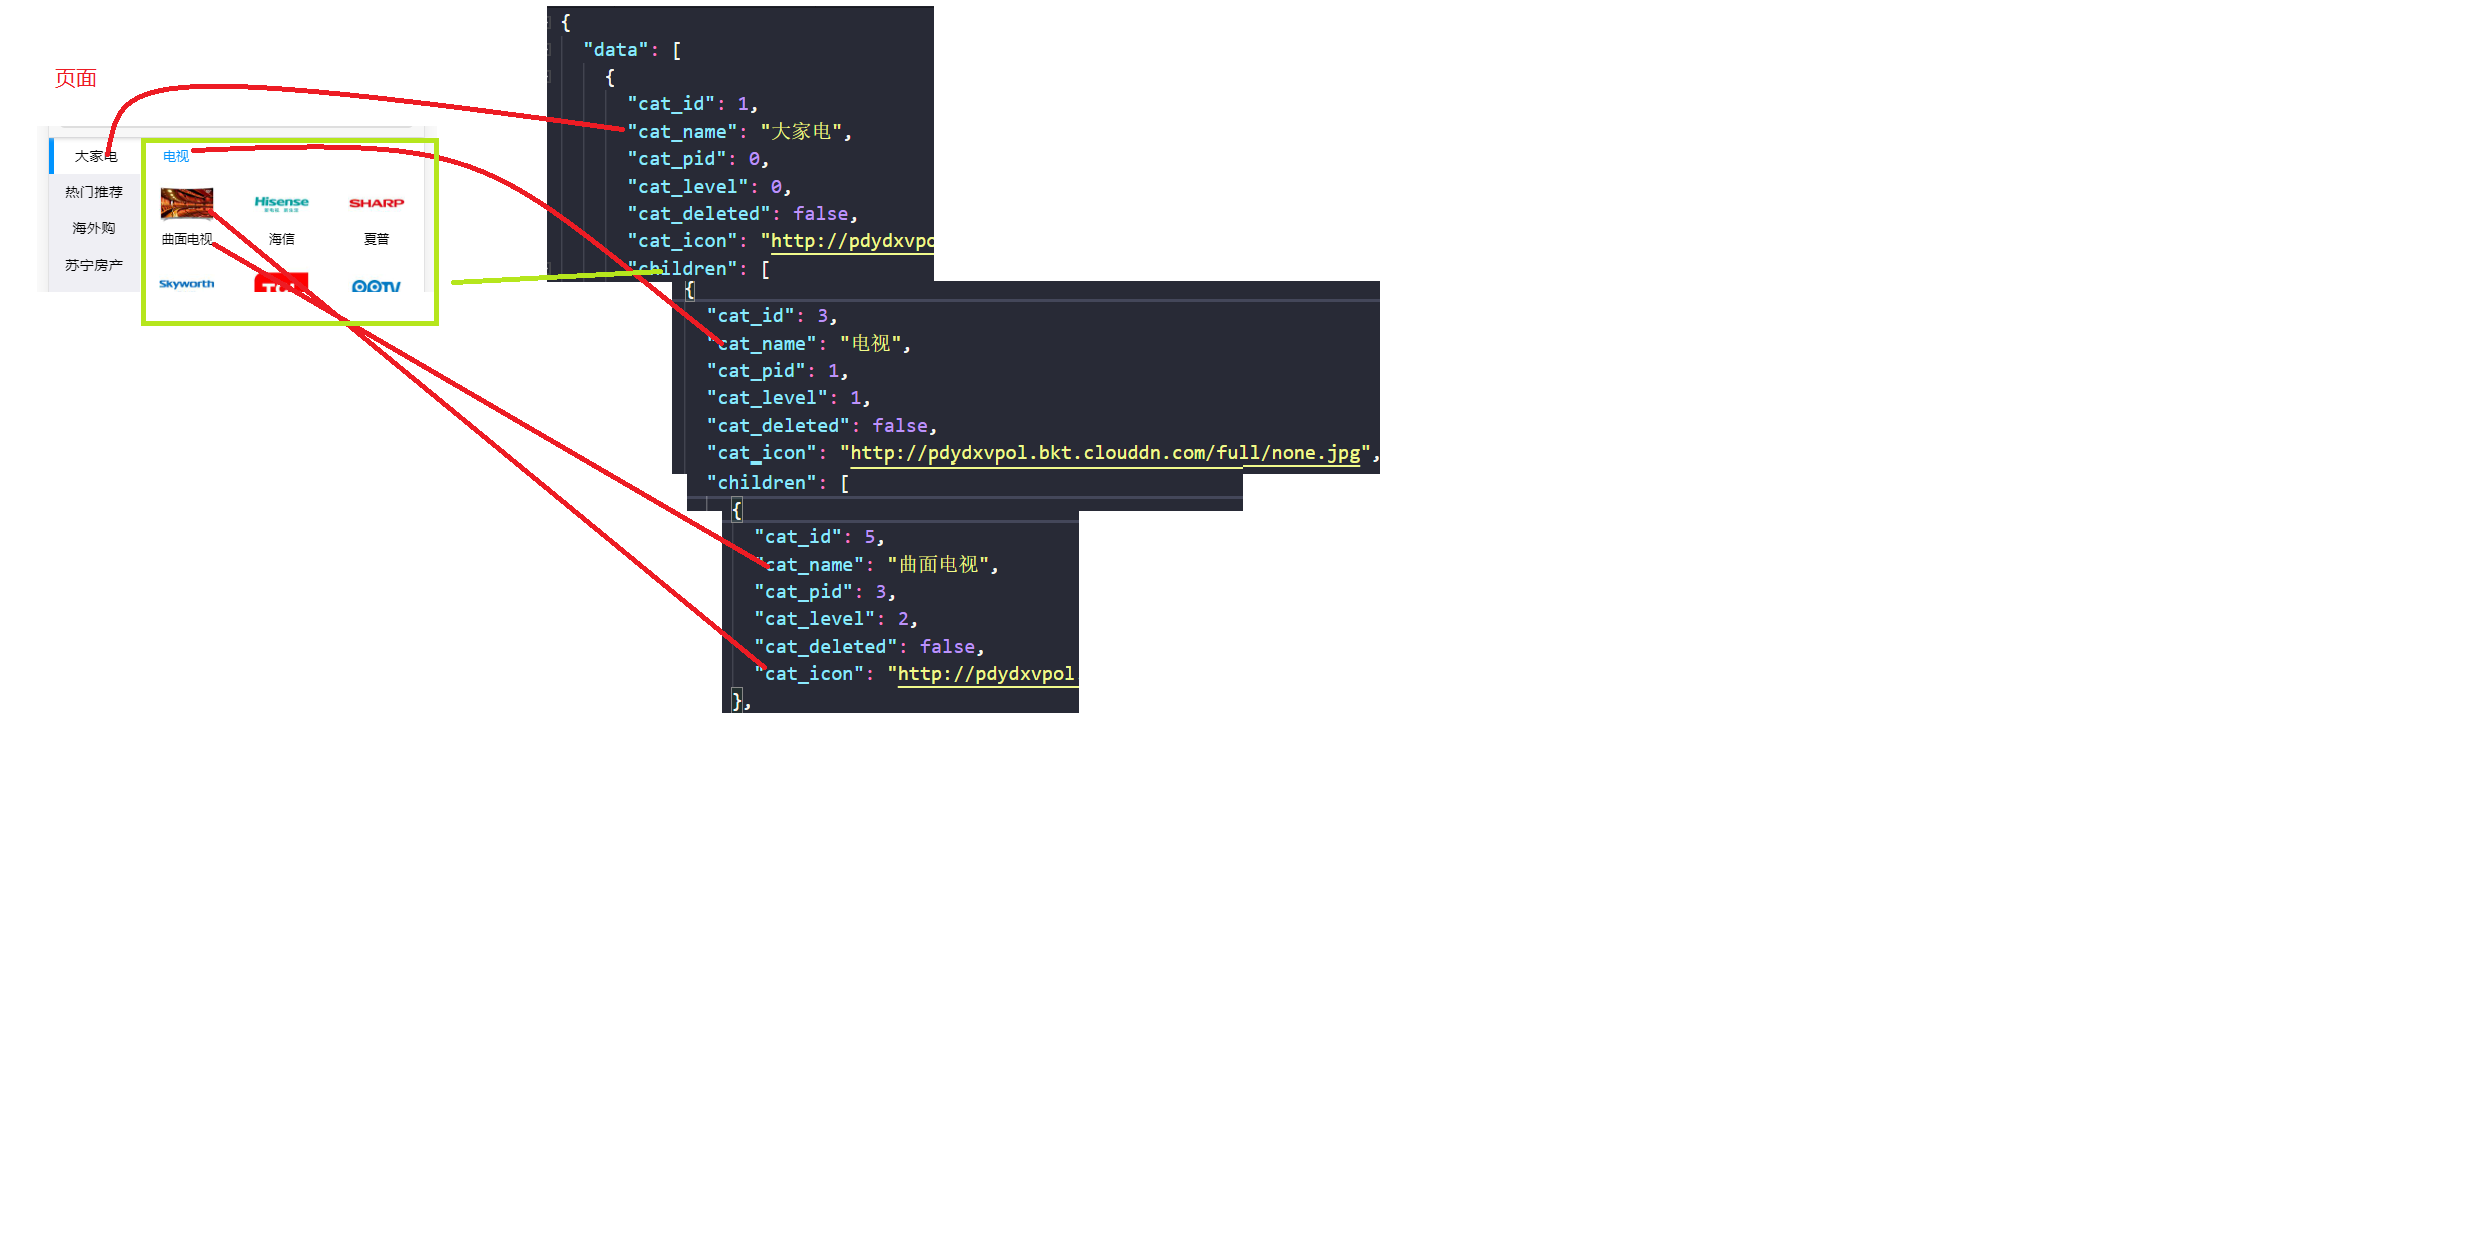 页面
大家电
热门推荐
海外购
苏宁房产
电视
Hisense
SHARP
曲面电视
海信
夏普
Skyworth
PPTV
{
"data": [
{
"cat_id": 1,
"cat_name": "大家电",
"cat_pid": 0,
"cat_level": 0,
"cat_deleted": false,
"cat_icon": "http://pdydxvpo
"children": [
{
"cat_id": 3,
"cat_name": "电视",
"cat_pid": 1,
"cat_level": 1,
"cat_deleted": false,
"cat_icon": "http://pdydxvpol.bkt.clouddn.com/full/none.jpg",
"children": [
{
"cat_id": 5,
"cat_name": "曲面电视",
"cat_pid": 3,
"cat_level": 2,
"cat_deleted": false,
"cat_icon": "http://pdydxvpol
},